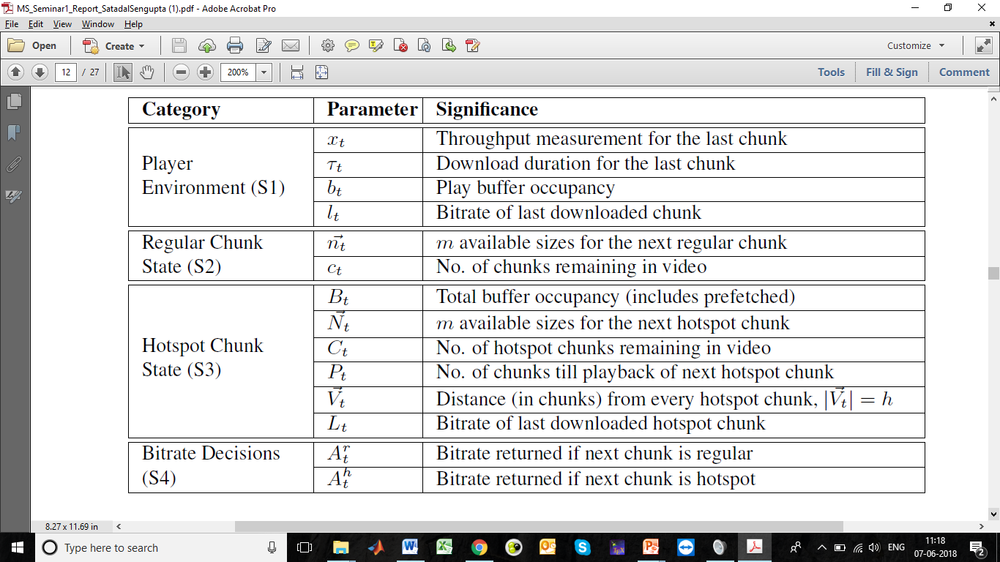 MS_Seminar1_Report_SatadalSengupta (1).pdf - Adobe Acrobat Pro
File Edit View Window Help
Open Create Customize
12 / 27 200% Tools Fill & Sign Comment
Category Parameter Significance
Player Environment (S1)
x_t Throughput measurement for the last chunk
τ_t Download duration for the last chunk
b_t Play buffer occupancy
l_t Bitrate of last downloaded chunk
Regular Chunk State (S2)
n⃗_t m available sizes for the next regular chunk
c_t No. of chunks remaining in video
Hotspot Chunk State (S3)
B_t Total buffer occupancy (includes prefetched)
N⃗_t m available sizes for the next hotspot chunk
C_t No. of hotspot chunks remaining in video
P_t No. of chunks till playback of next hotspot chunk
V⃗_t Distance (in chunks) from every hotspot chunk, |V⃗_t| = h
L_t Bitrate of last downloaded hotspot chunk
Bitrate Decisions (S4)
A_t^r Bitrate returned if next chunk is regular
A_t^h Bitrate returned if next chunk is hotspot
8.27 x 11.69 in
Type here to search
ENG
11:18
07-06-2018
2